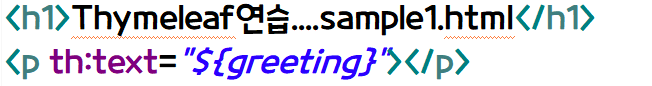 <h1>Thymeleaf연습....sample1.html</h1>
<p th:text="${greeting}"></p>